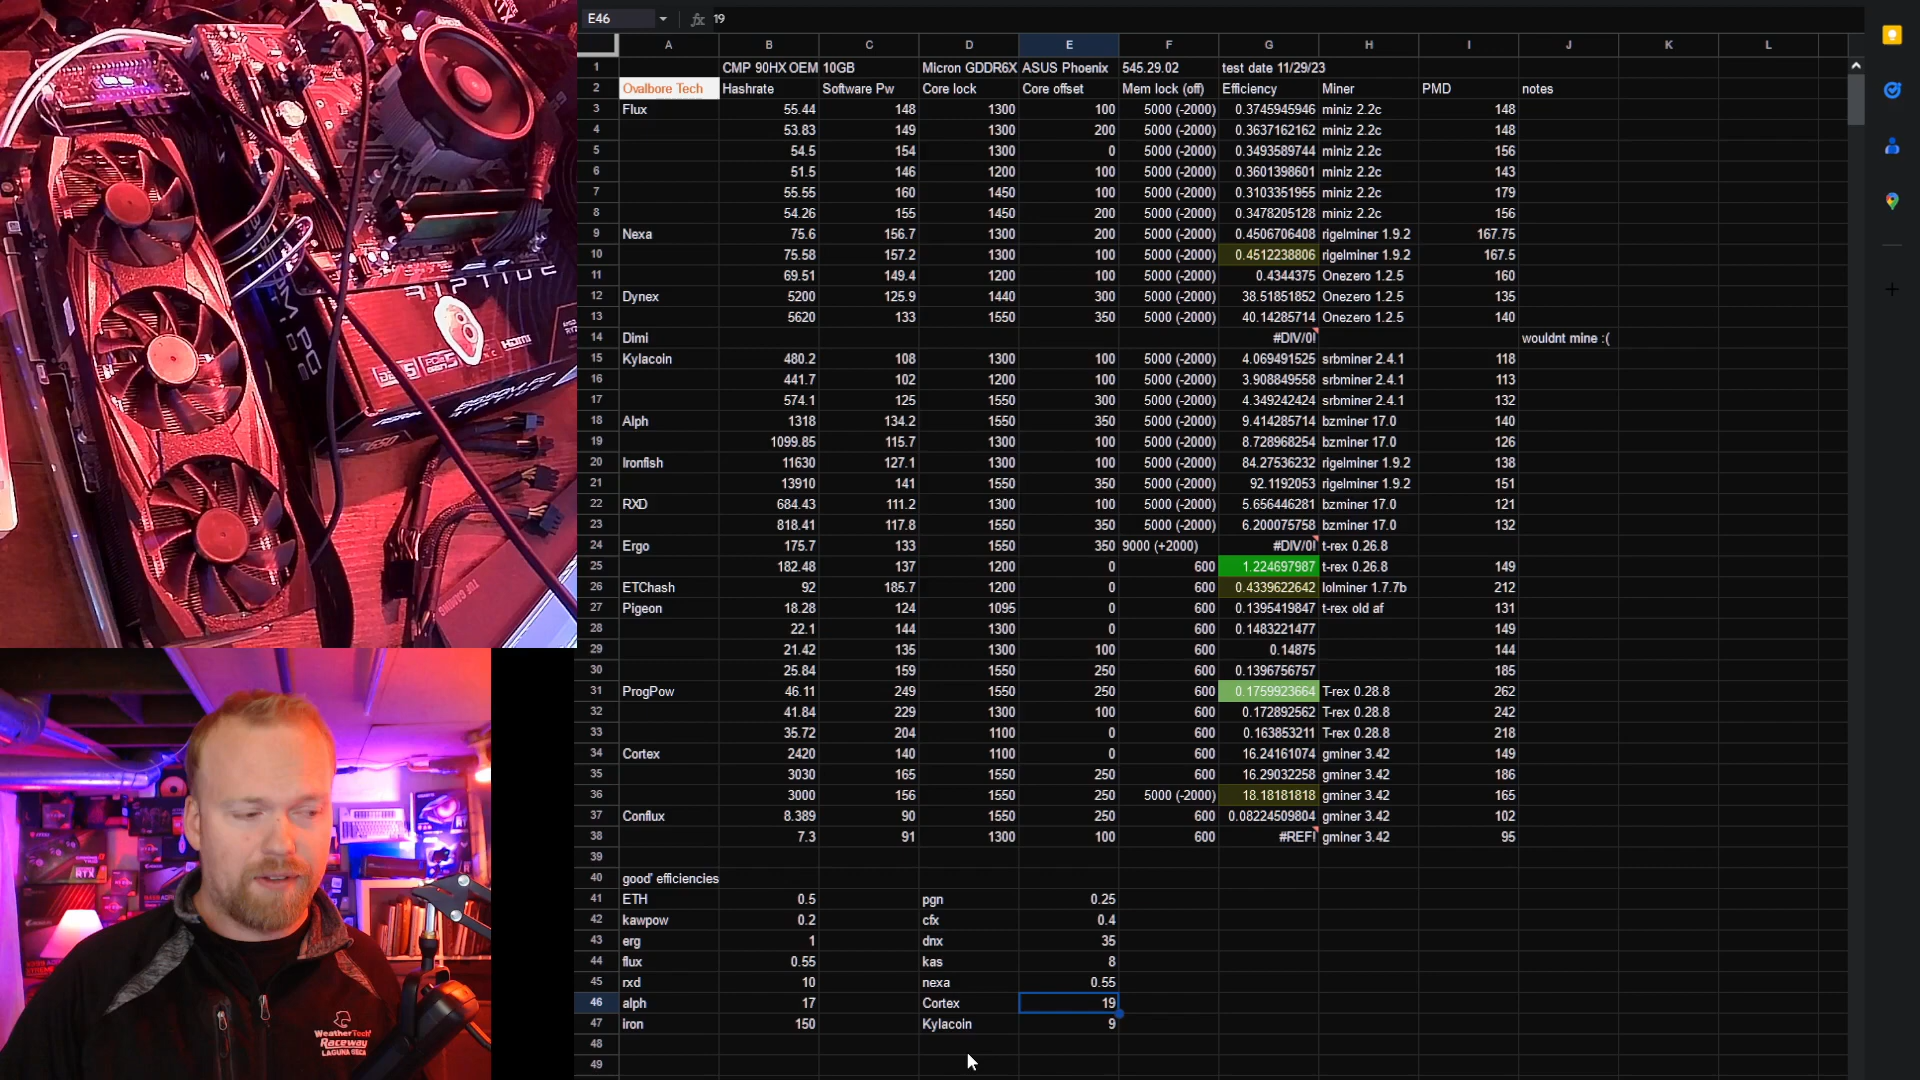 E46 fx 19
A B C D E F G H I J K L
1 CMP 90HX OEM 10GB Micron GDDR6X ASUS Phoenix 545.29.02 test date 11/29/23
2 Ovalbore Tech Hashrate Software Pw Core lock Core offset Mem lock (off) Efficiency Miner PMD notes
3 Flux 55.44 148 1300 100 5000 (-2000) 0.3745945946 miniz 2.2c 148
4 53.83 149 1300 200 5000 (-2000) 0.3637162162 miniz 2.2c 148
5 54.5 154 1300 0 5000 (-2000) 0.3493589744 miniz 2.2c 156
6 51.5 146 1200 100 5000 (-2000) 0.3601398601 miniz 2.2c 143
7 55.55 160 1450 100 5000 (-2000) 0.3103351955 miniz 2.2c 179
8 54.26 155 1450 200 5000 (-2000) 0.3478205128 miniz 2.2c 156
9 Nexa 75.6 156.7 1300 200 5000 (-2000) 0.4506706408 rigelminer 1.9.2 167.75
10 75.58 157.2 1300 100 5000 (-2000) 0.4512238806 rigelminer 1.9.2 167.5
11 69.51 149.4 1200 100 5000 (-2000) 0.4344375 Onezero 1.2.5 160
12 Dynex 5200 125.9 1440 300 5000 (-2000) 38.51851852 Onezero 1.2.5 135
13 5620 133 1550 350 5000 (-2000) 40.14285714 Onezero 1.2.5 140
14 Dimi #DIV/0! wouldnt mine :(
15 Kylacoin 480.2 108 1300 100 5000 (-2000) 4.069491525 srbminer 2.4.1 118
16 441.7 102 1200 100 5000 (-2000) 3.908849558 srbminer 2.4.1 113
17 574.1 125 1550 300 5000 (-2000) 4.349242424 srbminer 2.4.1 132
18 Alph 1318 134.2 1550 350 5000 (-2000) 9.414285714 bzminer 17.0 140
19 1099.85 115.7 1300 100 5000 (-2000) 8.728968254 bzminer 17.0 126
20 Ironfish 11630 127.1 1300 100 5000 (-2000) 84.27536232 rigelminer 1.9.2 138
21 13910 141 1550 350 5000 (-2000) 92.1192053 rigelminer 1.9.2 151
22 RXD 684.43 111.2 1300 100 5000 (-2000) 5.656446281 bzminer 17.0 121
23 818.41 117.8 1550 350 5000 (-2000) 6.200075758 bzminer 17.0 132
24 Ergo 175.7 133 1550 350 9000 (+2000) #DIV/0! t-rex 0.26.8
25 182.48 137 1200 0 600 1.224697987 t-rex 0.26.8 149
26 ETChash 92 185.7 1200 0 600 0.4339622642 lolminer 1.7.7b 212
27 Pigeon 18.28 124 1095 0 600 0.1395419847 t-rex old af 131
28 22.1 144 1300 0 600 0.1483221477 149
29 21.42 135 1300 100 600 0.14875 144
30 25.84 159 1550 250 600 0.1396756757 185
31 ProgPow 46.11 249 1550 250 600 0.1759923664 T-rex 0.28.8 262
32 41.84 229 1300 100 600 0.172892562 T-rex 0.28.8 242
33 35.72 204 1100 0 600 0.163853211 T-rex 0.28.8 218
34 Cortex 2420 140 1100 0 600 16.24161074 gminer 3.42 149
35 3030 165 1550 250 600 16.29032258 gminer 3.42 186
36 3000 156 1550 250 5000 (-2000) 18.18181818 gminer 3.42 165
37 Conflux 8.389 90 1550 250 600 0.08224509804 gminer 3.42 102
38 7.3 91 1300 100 600 #REF! gminer 3.42 95
39
40 good' efficiencies
41 ETH 0.5 pgn 0.25
42 kawpow 0.2 cfx 0.4
43 erg 1 dnx 35
44 flux 0.55 kas 8
45 rxd 10 nexa 0.55
46 alph 17 Cortex 19
47 iron 150 Kylacoin 9
48
49
RIPTIDE
HDMI
B650M PG
RIPTIDE
TUF GAMING
RTX
WeatherTech
Raceway
LAGUNA SECA